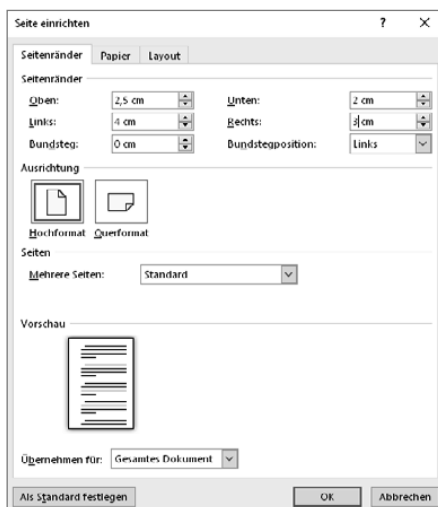 Seite einrichten ? ×
Seitenränder Papier Layout
Seitenränder
Oben: 2,5 cm Unten: 2 cm
Links: 4 cm Rechts: 3 cm
Bundsteg: 0 cm Bundstegposition: Links
Ausrichtung
Hochformat Querformat
Seiten
Mehrere Seiten: Standard
Vorschau
Übernehmen für: Gesamtes Dokument
Als Standard festlegen OK Abbrechen